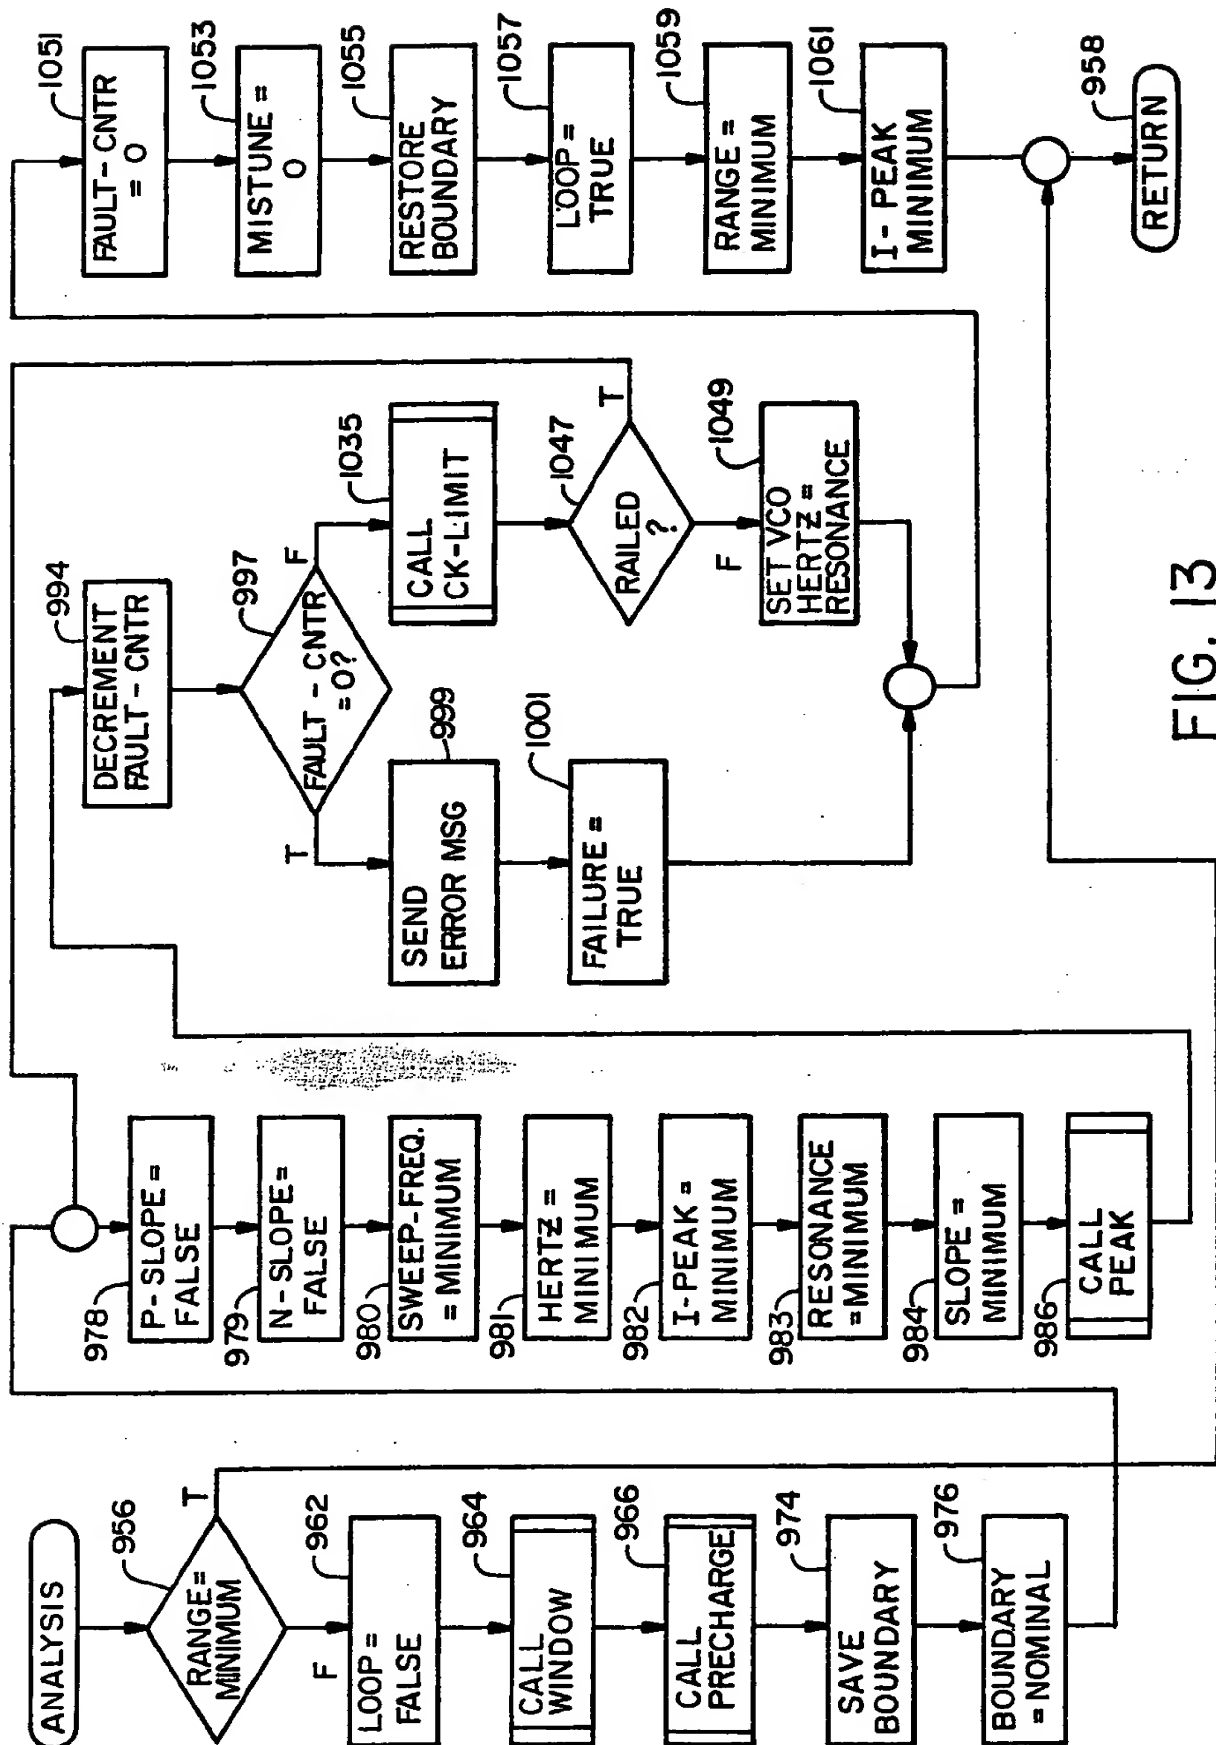 ANALYSIS
956
RANGE=
MINIMUM
T
F
962
LOOP =
FALSE
964
CALL
WINDOW
966
CALL
PRECHARGE
974
SAVE
BOUNDARY
976
BOUNDARY
= NOMINAL
978
P-SLOPE =
FALSE
979
N-SLOPE =
FALSE
980
SWEEP-FREQ.
= MINIMUM
981
HERTZ =
MINIMUM
982
I-PEAK =
MINIMUM
983
RESONANCE
= MINIMUM
984
SLOPE =
MINIMUM
986
CALL
PEAK
994
DECREMENT
FAULT-CNTR
997
FAULT-CNTR
= 0?
T
F
999
SEND
ERROR MSG
1001
FAILURE =
TRUE
1035
CALL
CK-LIMIT
1047
RAILED
?
T
F
1049
SET VCO
HERTZ =
RESONANCE
1051
FAULT-CNTR
= 0
1053
MISTUNE =
0
1055
RESTORE
BOUNDARY
1057
LOOP =
TRUE
1059
RANGE =
MINIMUM
1061
I-PEAK
MINIMUM
958
RETURN
FIG. 13